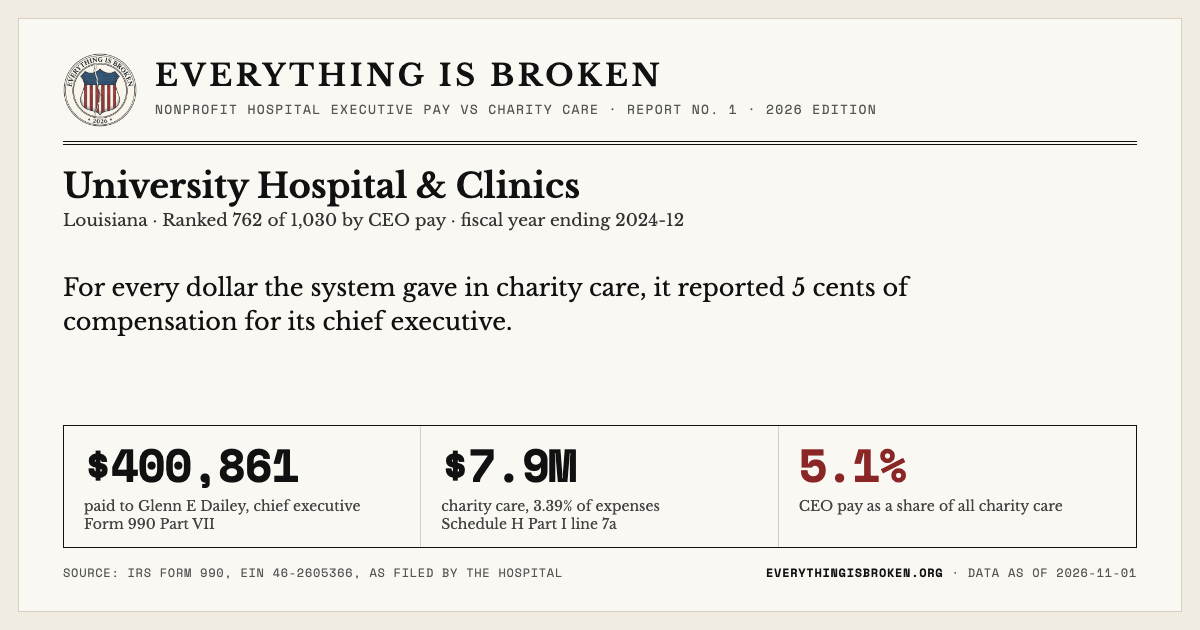 EVERYTHING IS BROKEN
2026
EVERYTHING IS BROKEN
NONPROFIT HOSPITAL EXECUTIVE PAY VS CHARITY CARE · REPORT NO. 1 · 2026 EDITION
University Hospital & Clinics
Louisiana · Ranked 762 of 1,030 by CEO pay · fiscal year ending 2024-12
For every dollar the system gave in charity care, it reported 5 cents of
compensation for its chief executive.
$400,861
paid to Glenn E Dailey, chief executive
Form 990 Part VII
$7.9M
charity care, 3.39% of expenses
Schedule H Part I line 7a
5.1%
CEO pay as a share of all charity care
SOURCE: IRS FORM 990, EIN 46-2605366, AS FILED BY THE HOSPITAL
EVERYTHINGISBROKEN.ORG · DATA AS OF 2026-11-01